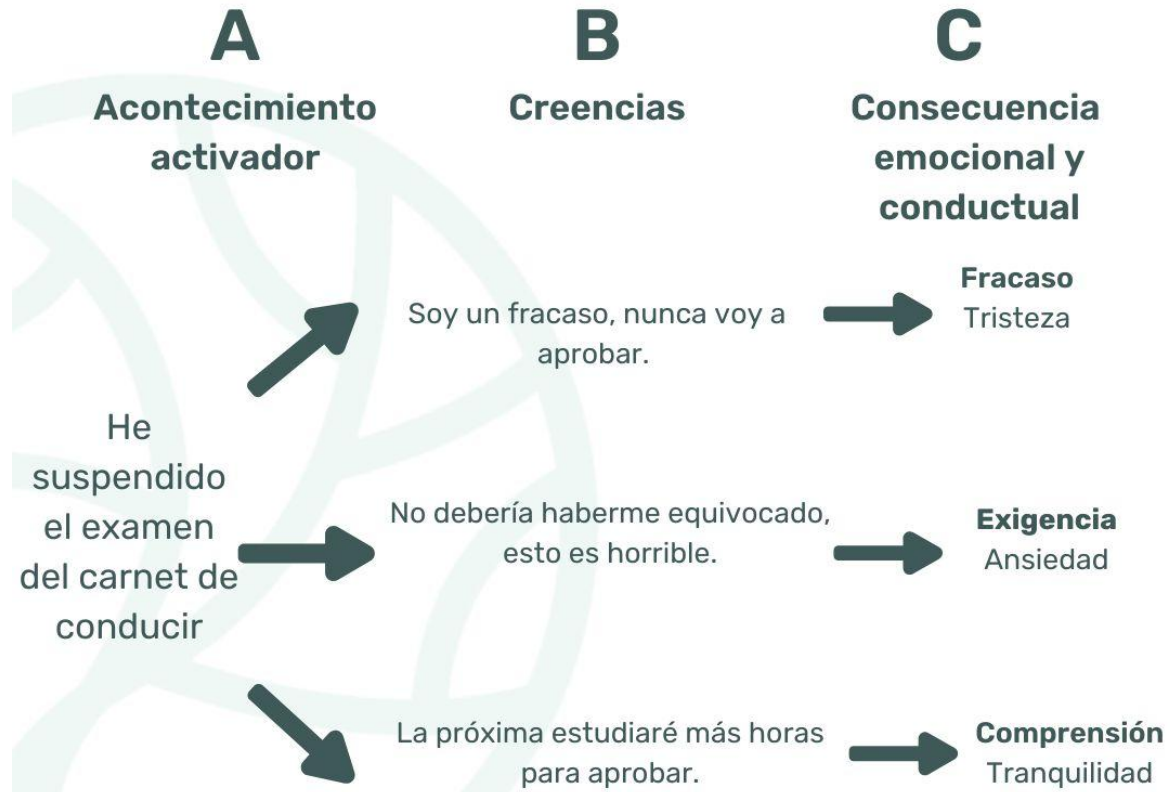 A
B
C
Acontecimiento
activador
Creencias
Consecuencia
emocional y
conductual
He
suspendido
el examen
del carnet de
conducir
Soy un fracaso, nunca voy a
aprobar.
Fracaso
Tristeza
No debería haberme equivocado,
esto es horrible.
Exigencia
Ansiedad
La próxima estudiaré más horas
para aprobar.
Comprensión
Tranquilidad